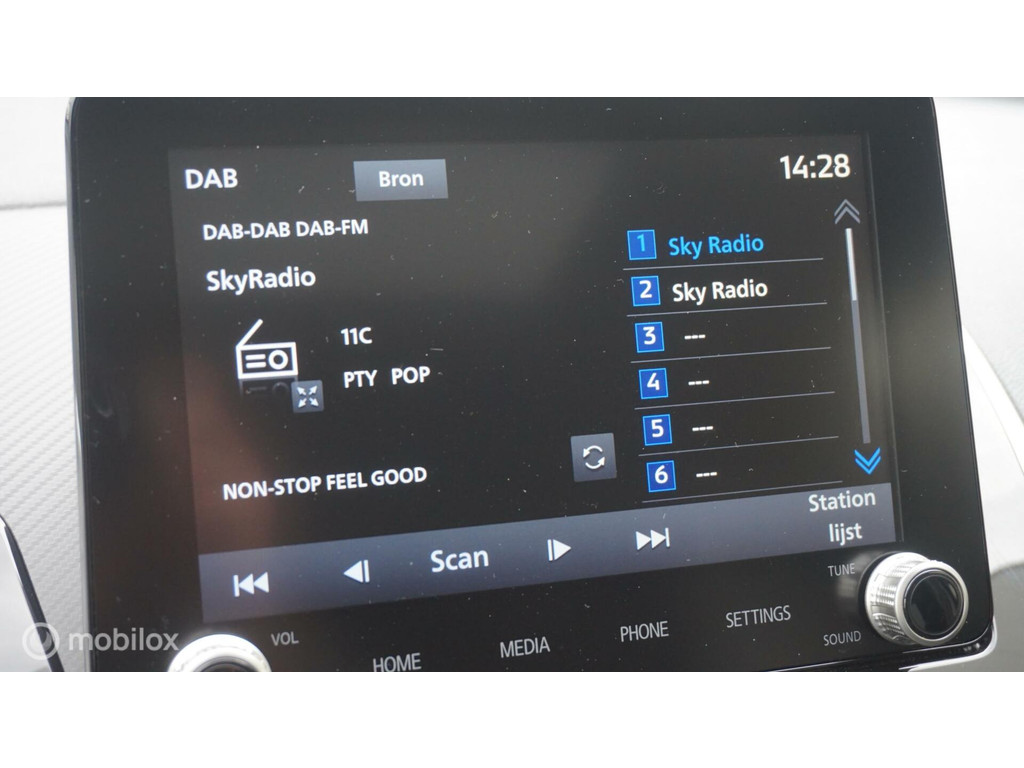 DAB
Bron
14:28
DAB-DAB DAB-FM
SkyRadio
11C
PTY POP
NON-STOP FEEL GOOD
1 Sky Radio
2 Sky Radio
3 ---
4 ---
5 ---
6 ---
Scan
Station
lijst
VOL
HOME
MEDIA
PHONE
SETTINGS
TUNE
SOUND
mobilox